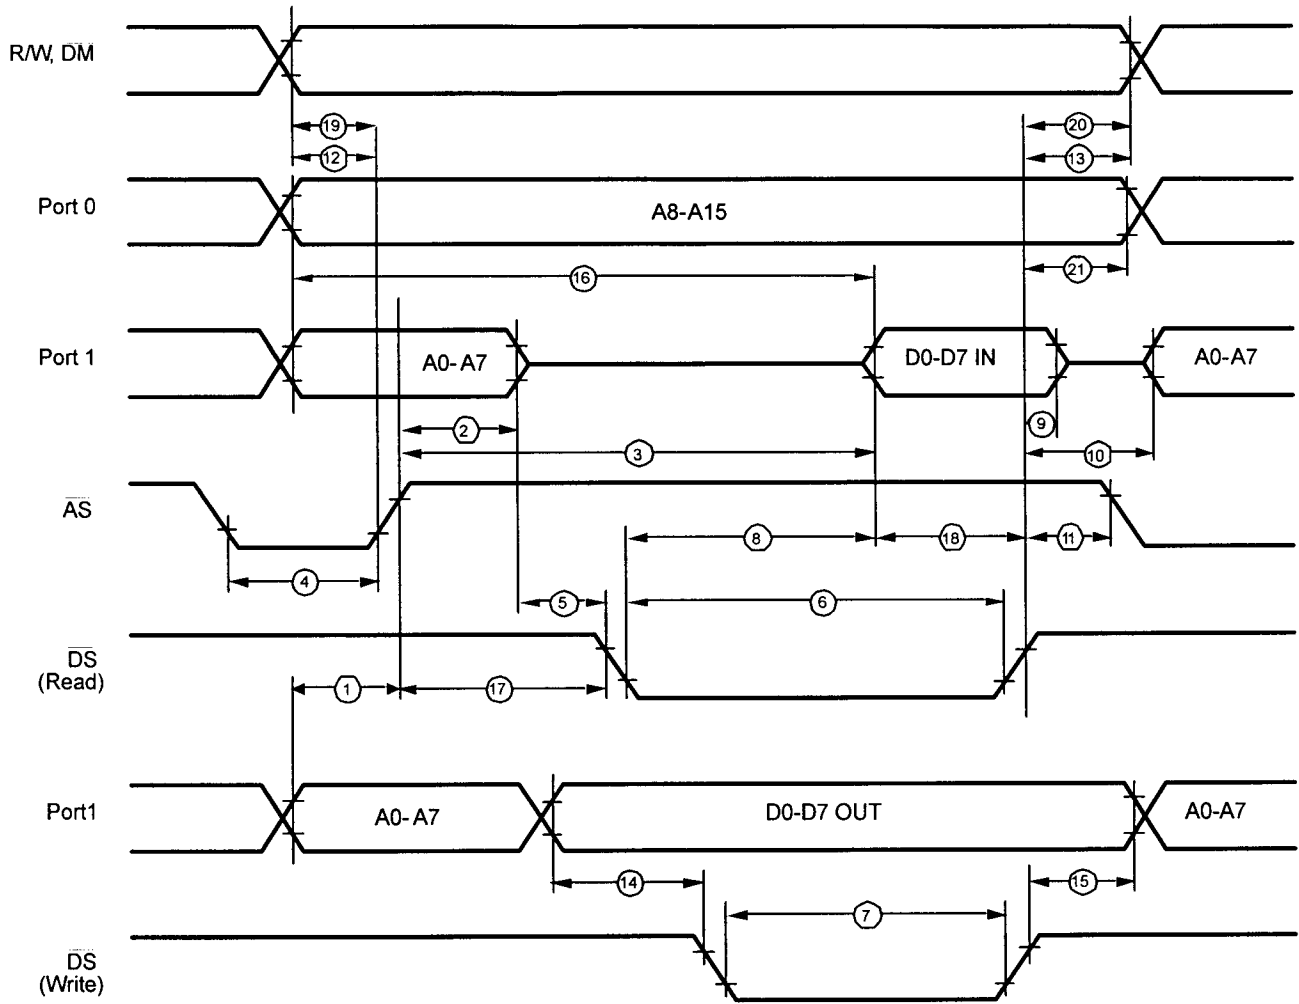 R/W, DM
19
20
12
13
Port 0
A8-A15
16
21
Port 1
A0-A7
D0-D7 IN
A0-A7
2
9
3
10
AS
8
18
11
4
5
6
DS
(Read)
1
17
Port1
A0-A7
D0-D7 OUT
A0-A7
14
15
7
DS
(Write)